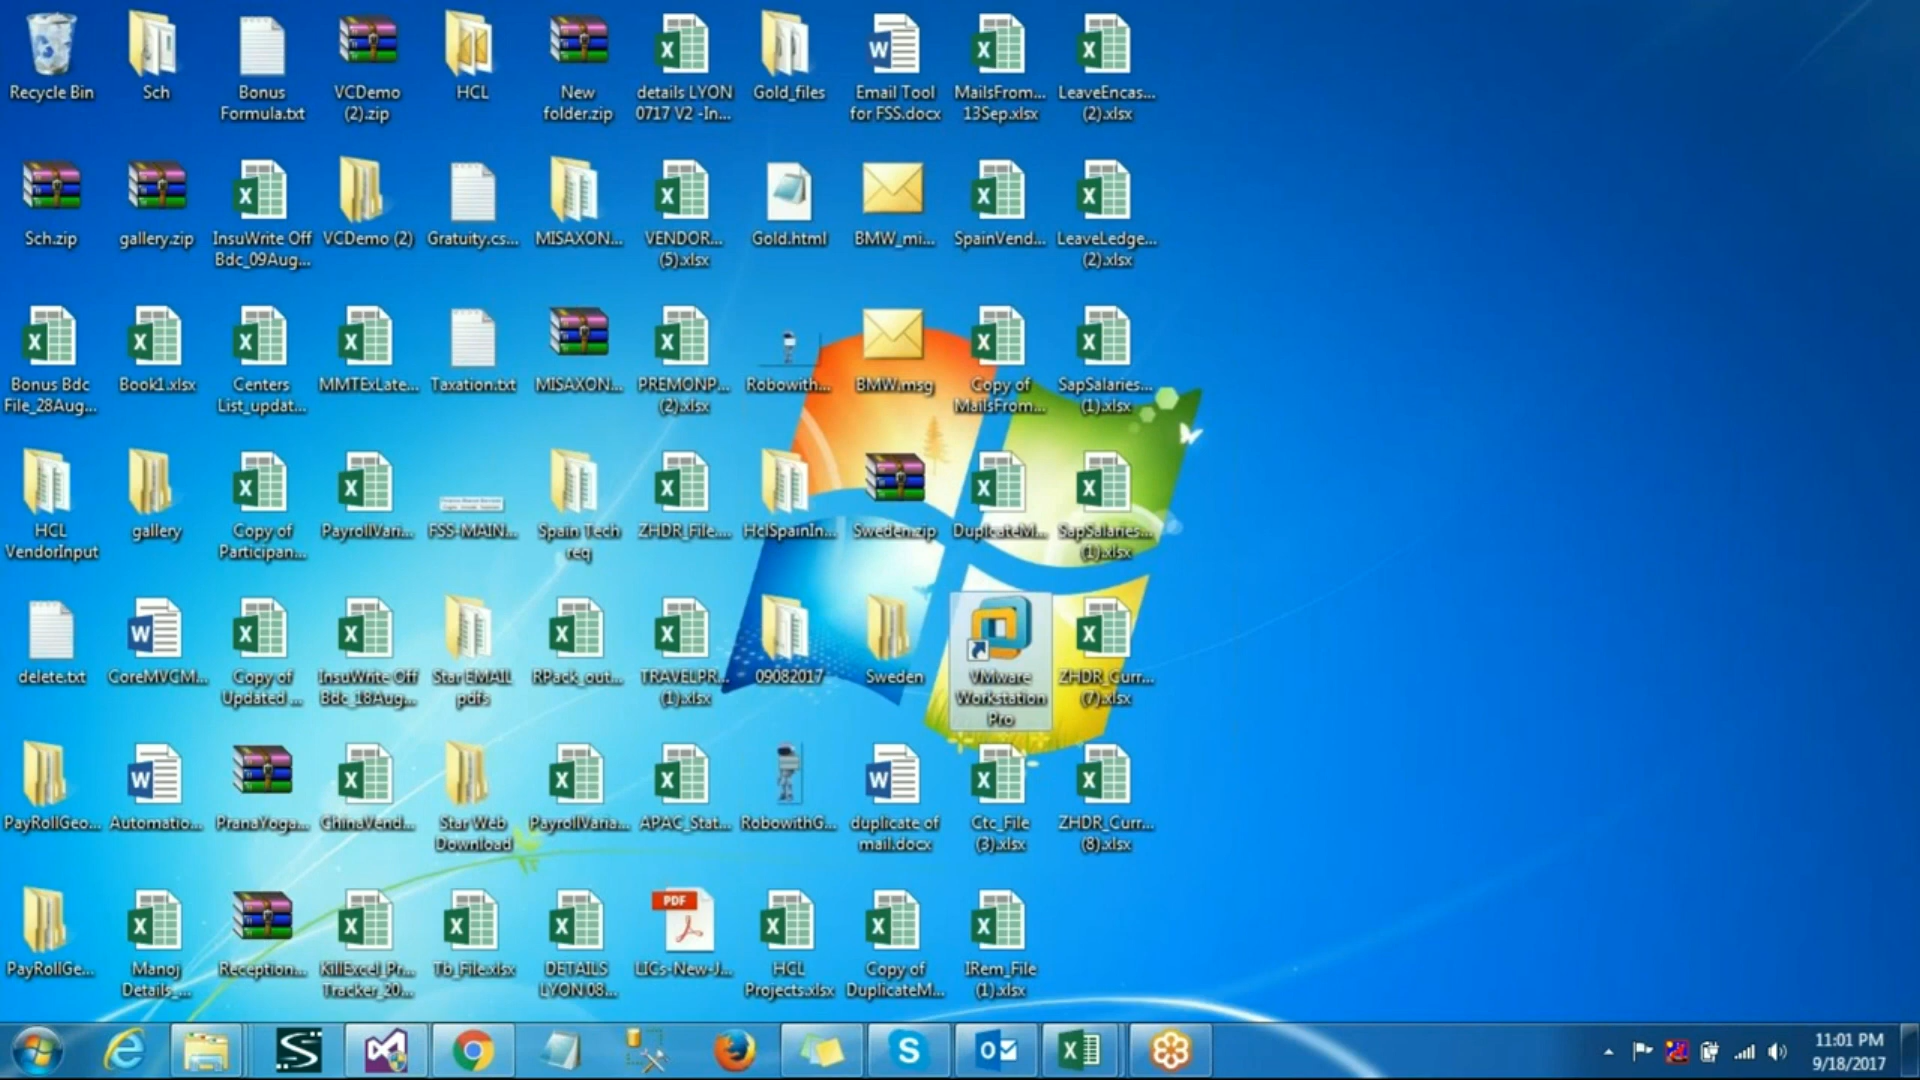 Recycle Bin
Sch
Bonus
Formula.txt
VCDemo
(2).zip
HCL
New
folder.zip
details LYON
0717 V2 -In...
Gold_files
Email Tool
for FSS.docx
MailsFrom...
13Sep.xlsx
LeaveEncas...
(2).xlsx
Sch.zip
gallery.zip
InsuWrite Off
Bdc_09Aug...
VCDemo (2)
Gratuity.cs...
MISAXON...
VENDOR...
(5).xlsx
Gold.html
BMW_mi...
SpainVend...
LeaveLedge...
(2).xlsx
Bonus Bdc
File_28Aug...
Book1.xlsx
Centers
List_updat...
MMTExLate...
Taxation.txt
MISAXON...
PREMONP...
(2).xlsx
Robowith...
BMW.msg
Copy of
MailsFrom...
SapSalaries...
(1).xlsx
HCL
VendorInput
gallery
Copy of
Participan...
PayrollVari...
FSS-MAIN...
Spain Tech
req
ZHDR_File....
HclSpainIn...
Sweden.zip
DuplicateM...
SapSalaries...
(1).xlsx
delete.txt
CoreMVCM...
Copy of
Updated ...
InsuWrite Off
Bdc_18Aug...
Star EMAIL
pdfs
RPack_out...
TRAVELPR...
(1).xlsx
09082017
Sweden
VMware
Workstation
Pro
ZHDR_Curr...
(7).xlsx
PayRollGeo...
Automatio...
PranaYoga...
ChinaVend...
Star Web
Download
PayrollVaria...
APAC_Stat...
RobowithG...
duplicate of
mail.docx
Ctc_File
(3).xlsx
ZHDR_Curr...
(8).xlsx
PayRollGe...
Manoj
Details_...
Reception...
KillExcel_Pr...
Tracker_20...
Tb_File.xlsx
DETAILS
LYON 08...
PDF
LICs-New-J...
HCL
Projects.xlsx
Copy of
DuplicateM...
IRem_File
(1).xlsx
11:01 PM
9/18/2017